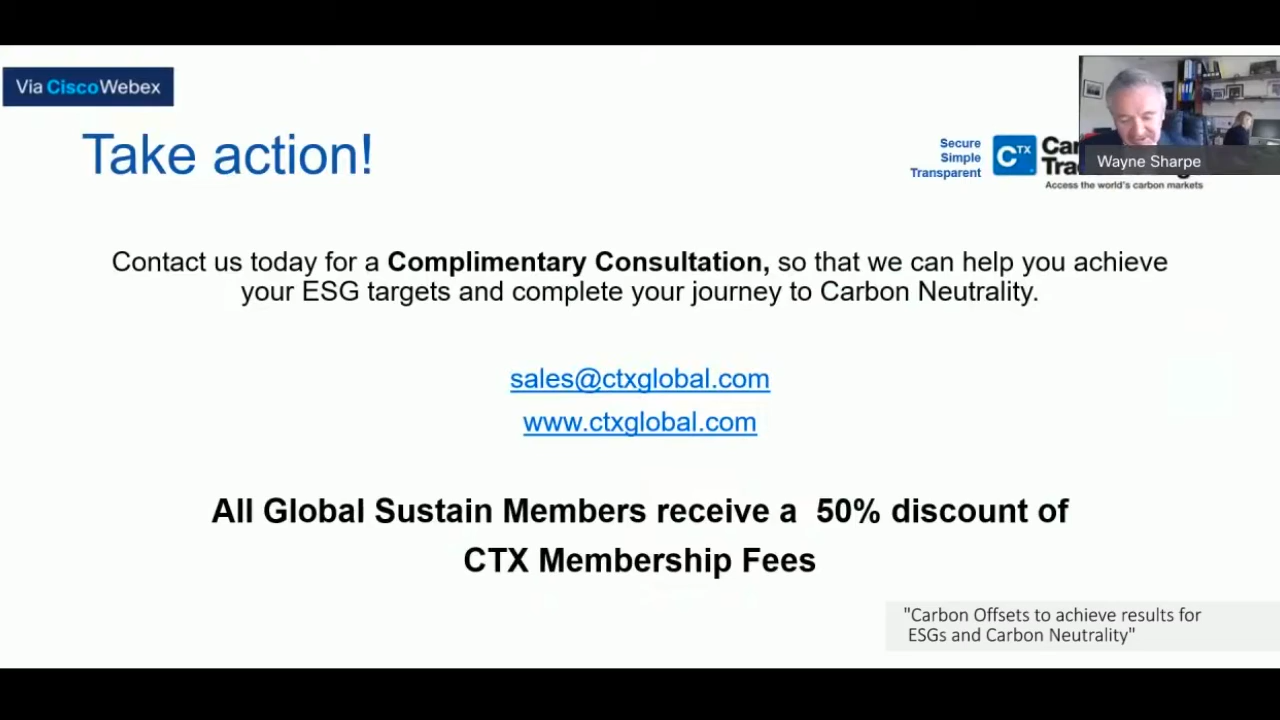 Via CiscoWebex
Take action!
Secure
Simple
Transparent
CTX
Wayne Sharpe
Access the world's carbon markets
Contact us today for a Complimentary Consultation, so that we can help you achieve
your ESG targets and complete your journey to Carbon Neutrality.
sales@ctxglobal.com
www.ctxglobal.com
All Global Sustain Members receive a  50% discount of
CTX Membership Fees
"Carbon Offsets to achieve results for
ESGs and Carbon Neutrality"